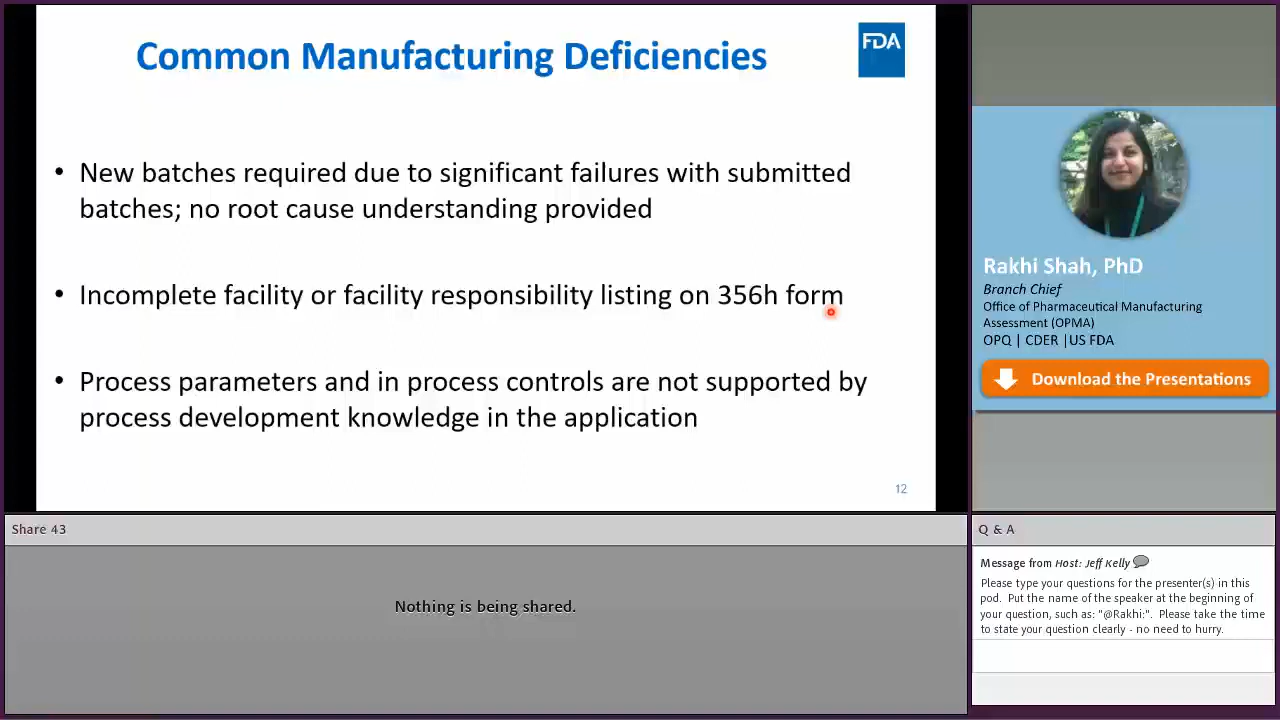 Common Manufacturing Deficiencies
FDA
• New batches required due to significant failures with submitted
batches; no root cause understanding provided
• Incomplete facility or facility responsibility listing on 356h form
• Process parameters and in process controls are not supported by
process development knowledge in the application
12
Rakhi Shah, PhD
Branch Chief
Office of Pharmaceutical Manufacturing
Assessment (OPMA)
OPQ | CDER |US FDA
Download the Presentations
Share 43
Nothing is being shared.
Q & A
Message from Host: Jeff Kelly
Please type your questions for the presenter(s) in this
pod. Put the name of the speaker at the beginning of
your question, such as: "@Rakhi:". Please take the time
to state your question clearly - no need to hurry.